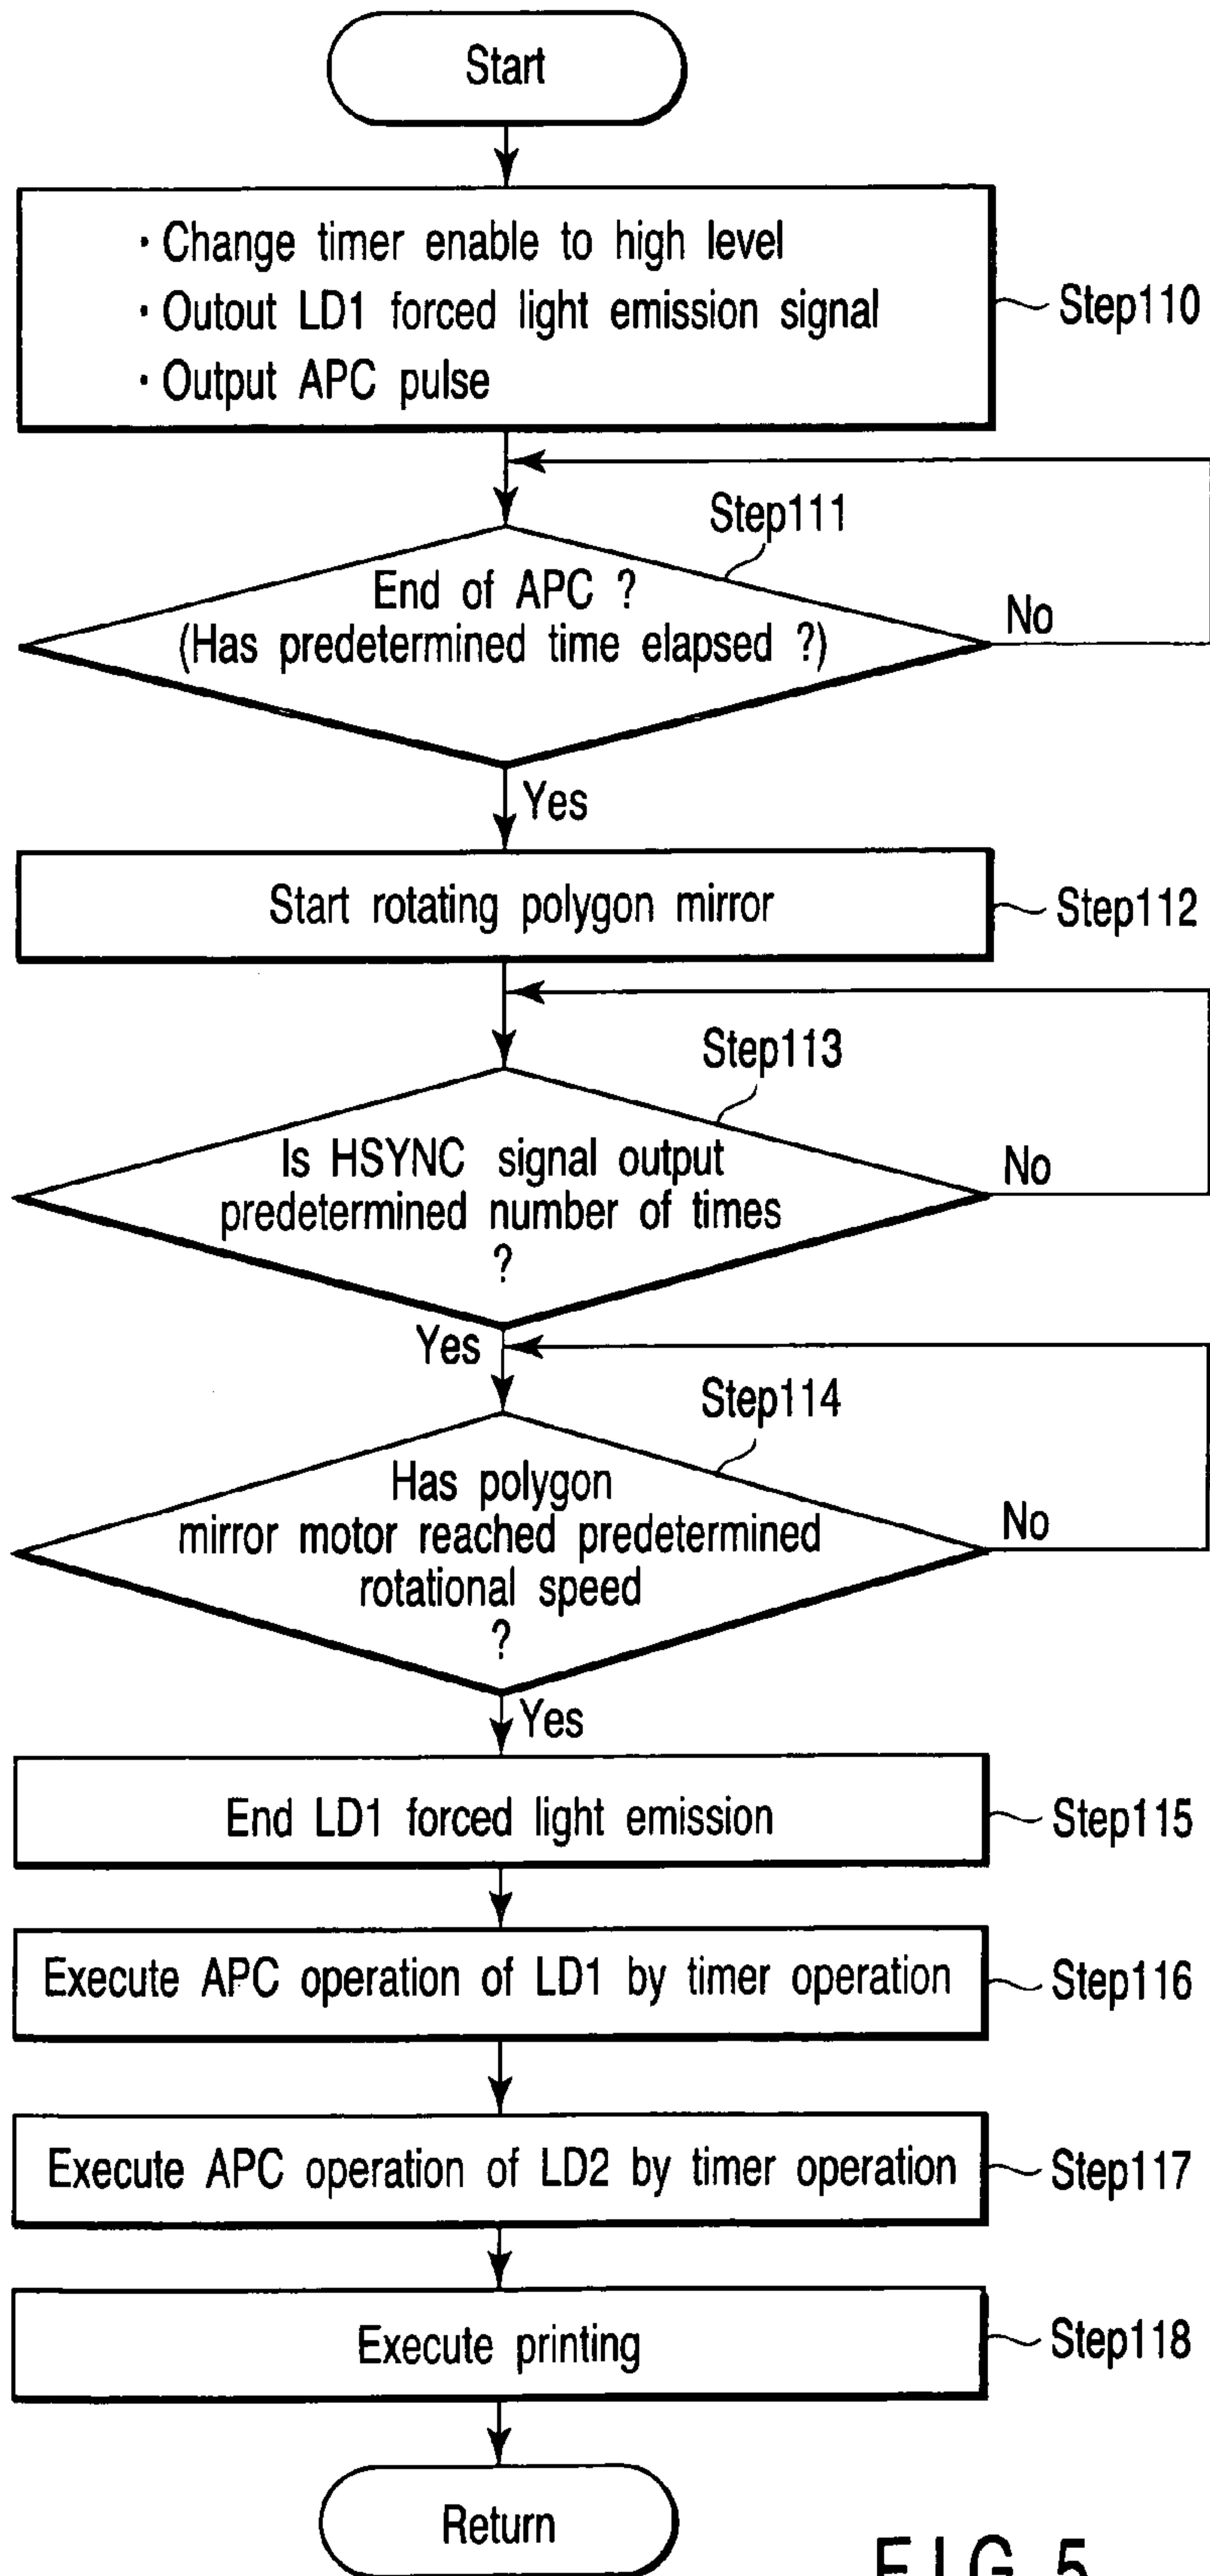 Start
· Change timer enable to high level
· Outout LD1 forced light emission signal
· Output APC pulse
Step110
Step111
End of APC ?
(Has predetermined time elapsed ?)
No
Yes
Start rotating polygon mirror
Step112
Step113
Is HSYNC signal output
predetermined number of times
?
No
Yes
Step114
Has polygon
mirror motor reached predetermined
rotational speed
?
No
Yes
End LD1 forced light emission
Step115
Execute APC operation of LD1 by timer operation
Step116
Execute APC operation of LD2 by timer operation
Step117
Execute printing
Step118
Return
FIG. 5